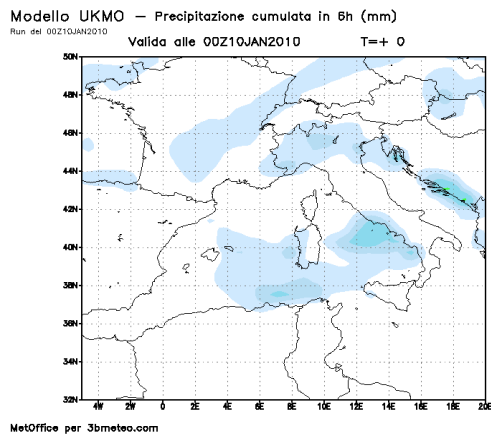 Modello UKMO – Precipitazione cumulata in 6h (mm)
Run del 00Z10JAN2010
Valida alle 00Z10JAN2010 T=+ 0
50N
48N
46N
44N
42N
40N
38N
36N
34N
32N
4W 2W 0 2E 4E 6E 8E 10E 12E 14E 16E 18E 20E
MetOffice per 3bmeteo.com